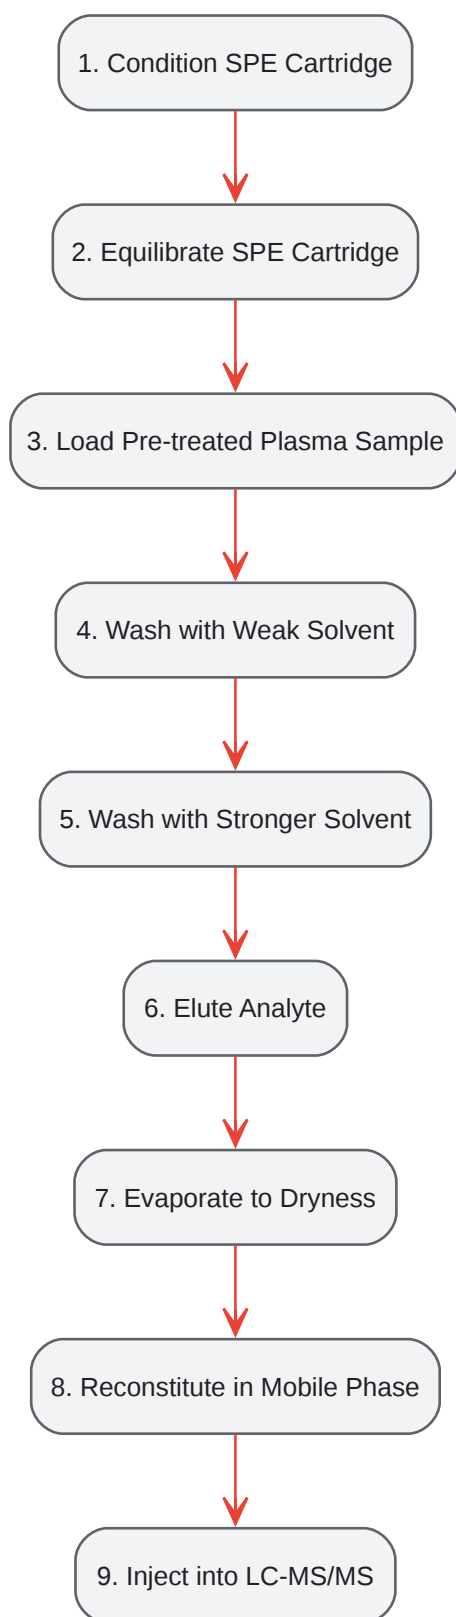 1. Condition SPE Cartridge
2. Equilibrate SPE Cartridge
3. Load Pre-treated Plasma Sample
4. Wash with Weak Solvent
5. Wash with Stronger Solvent
6. Elute Analyte
7. Evaporate to Dryness
8. Reconstitute in Mobile Phase
9. Inject into LC-MS/MS